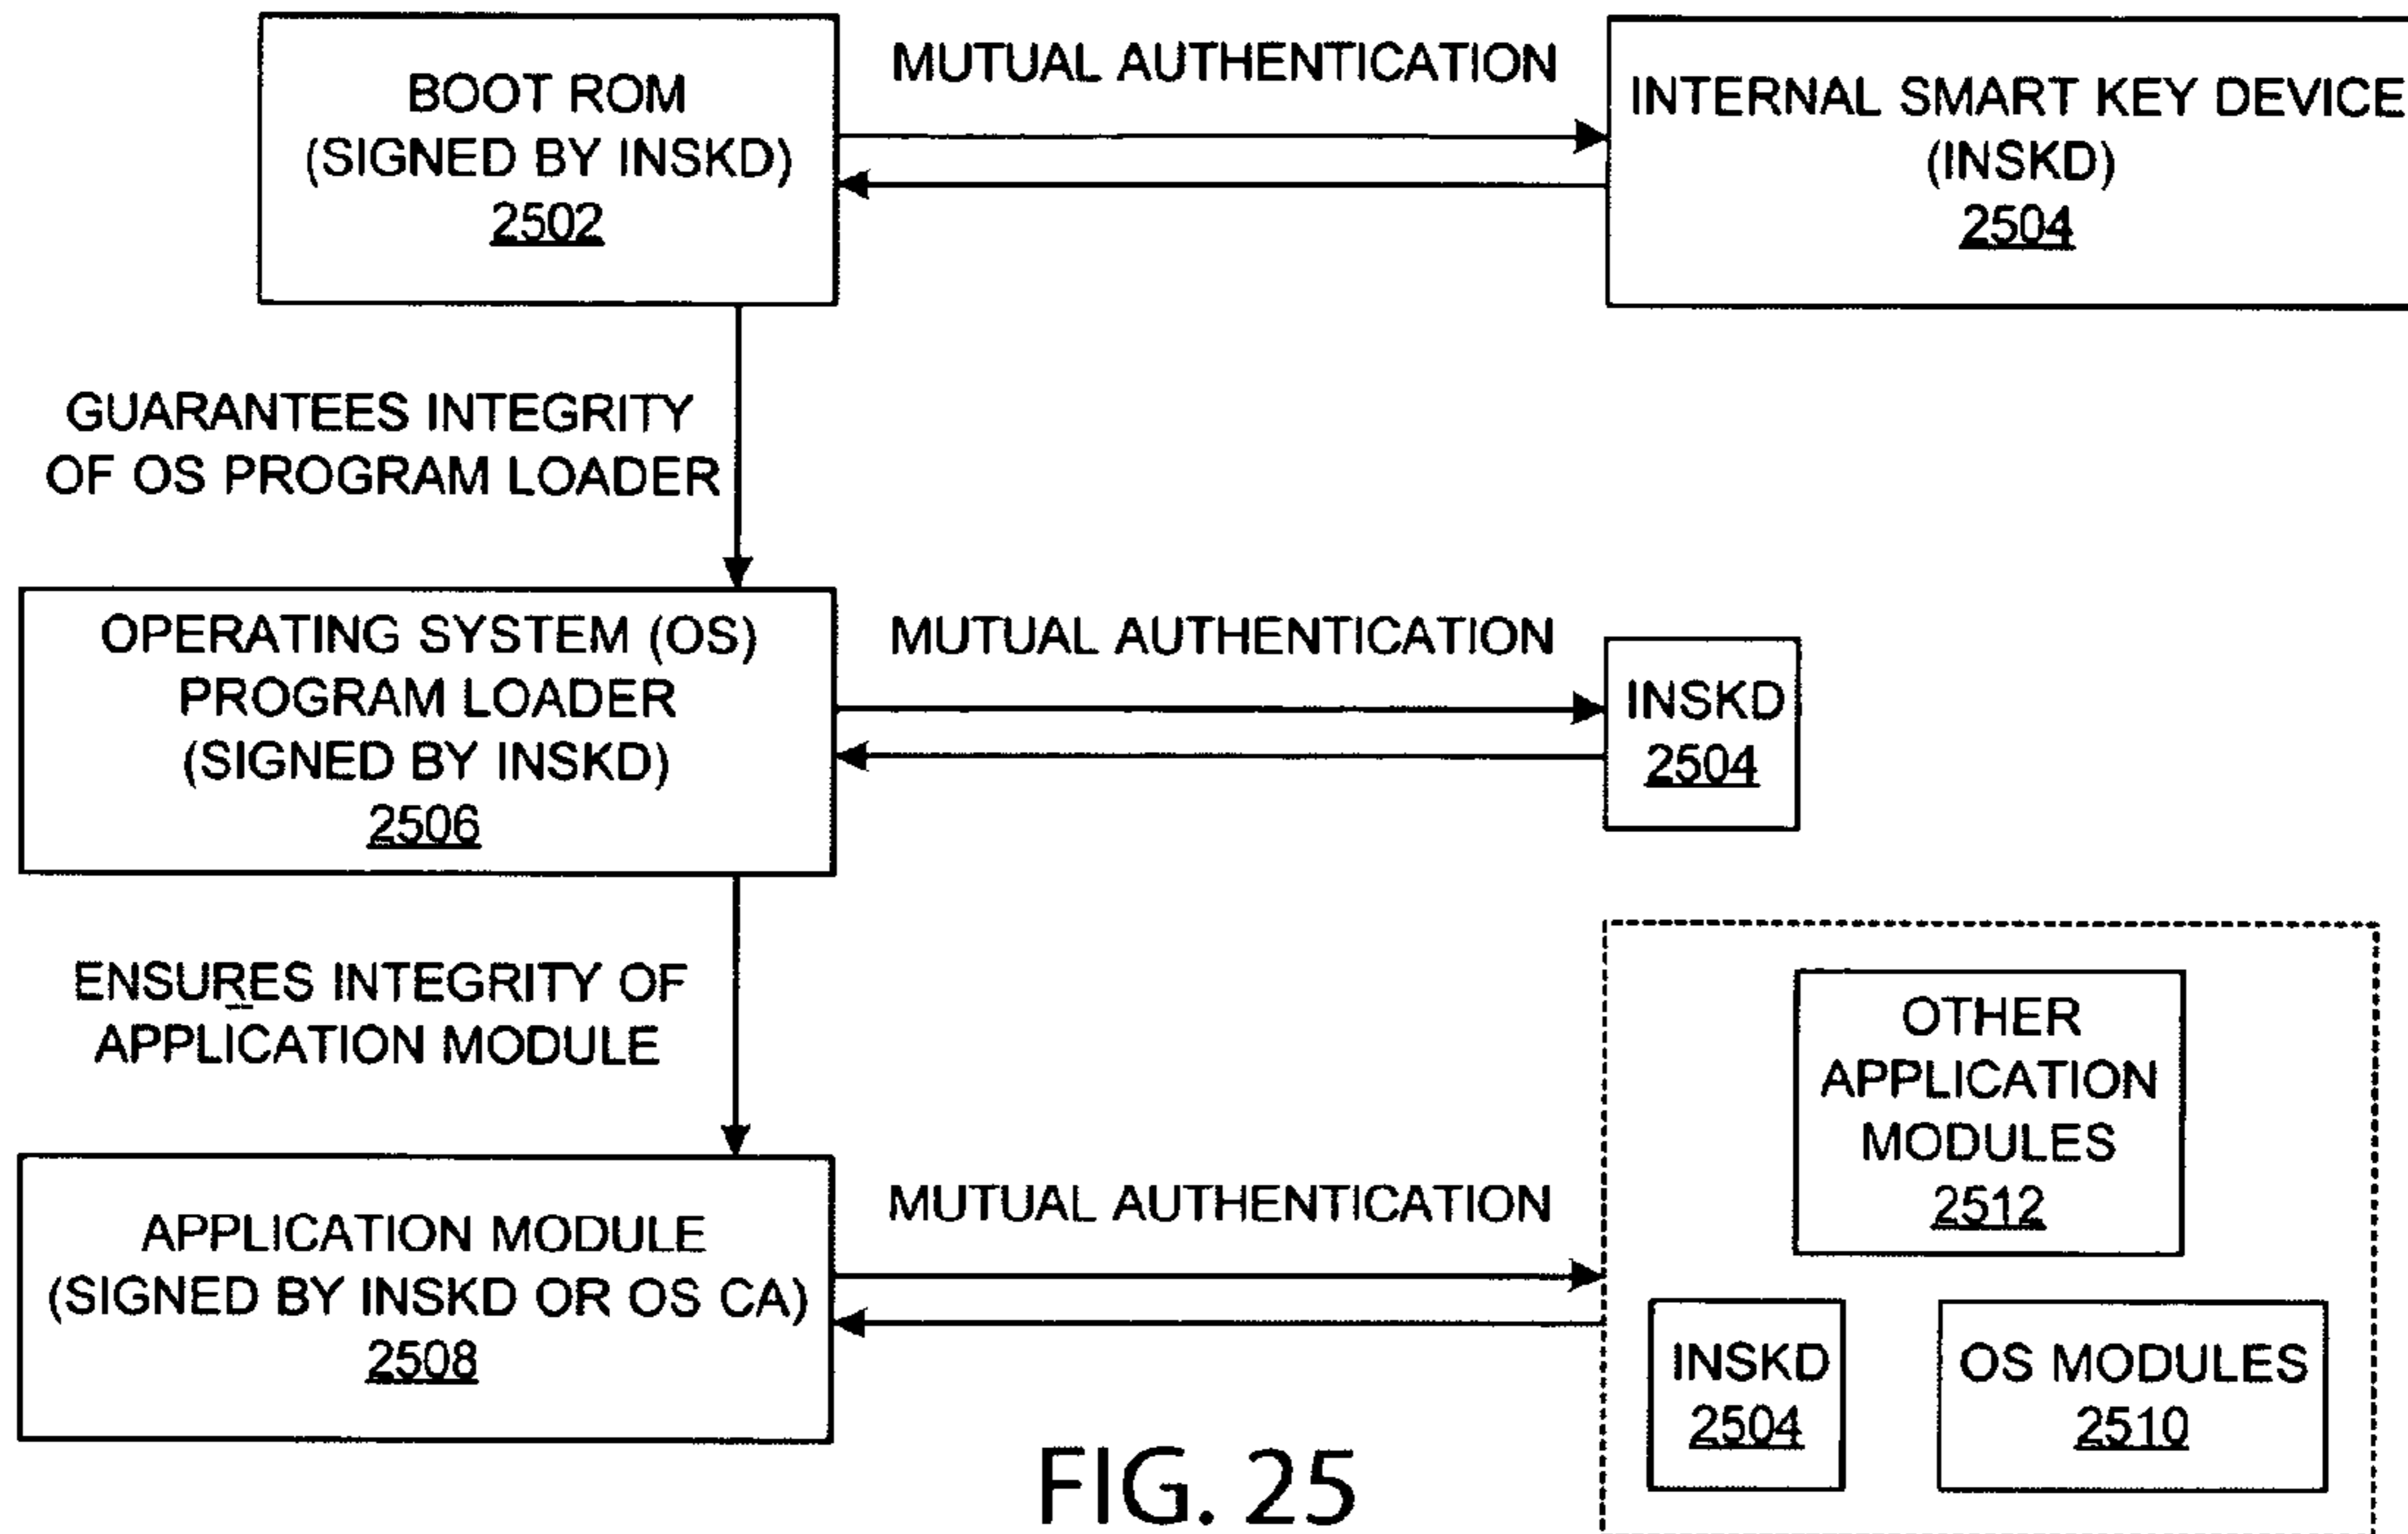 BOOT ROM
(SIGNED BY INSKD)
2502
MUTUAL AUTHENTICATION
INTERNAL SMART KEY DEVICE
(INSKD)
2504
GUARANTEES INTEGRITY
OF OS PROGRAM LOADER
OPERATING SYSTEM (OS)
PROGRAM LOADER
(SIGNED BY INSKD)
2506
MUTUAL AUTHENTICATION
INSKD
2504
ENSURES INTEGRITY OF
APPLICATION MODULE
APPLICATION MODULE
(SIGNED BY INSKD OR OS CA)
2508
MUTUAL AUTHENTICATION
OTHER
APPLICATION
MODULES
2512
INSKD
2504
OS MODULES
2510
FIG. 25